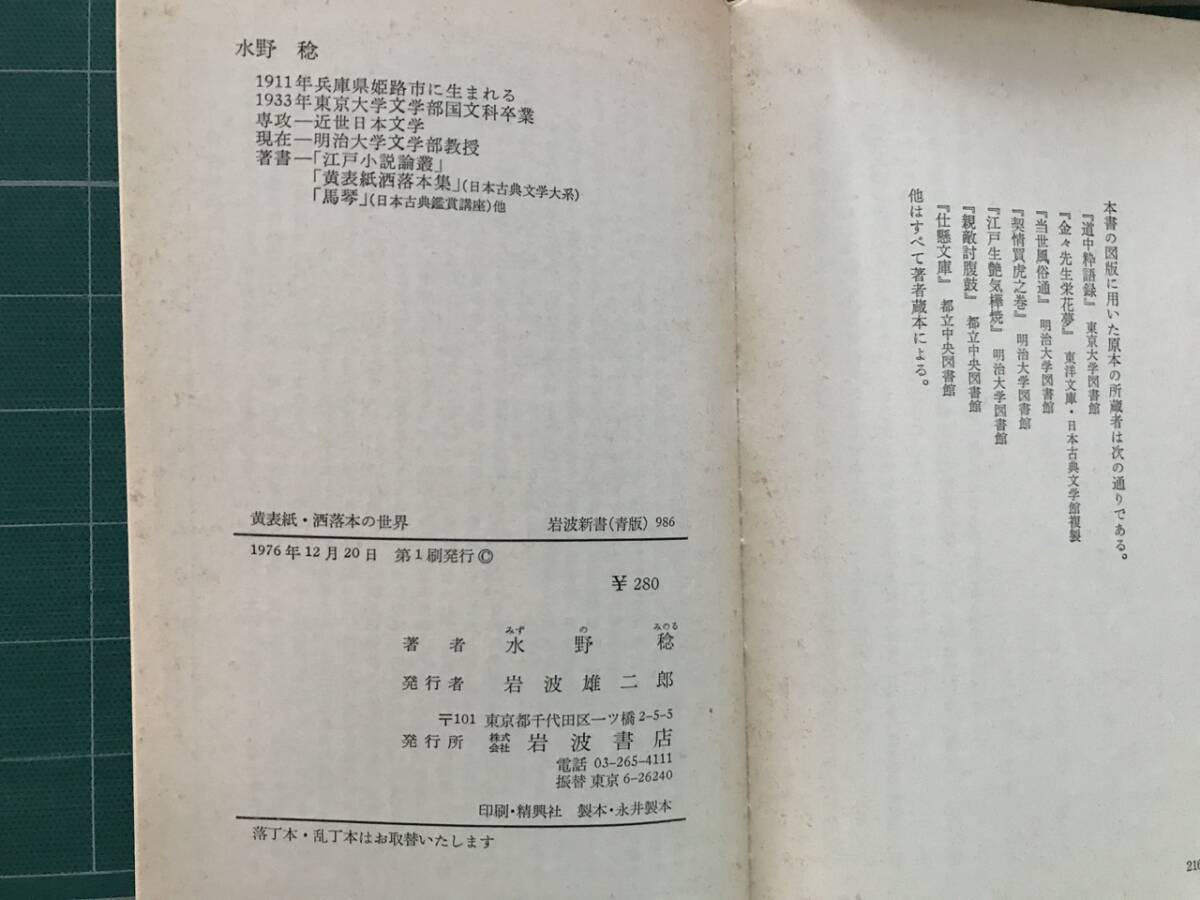 本書の図版に用いた原本の所蔵者は次の通りである。
『道中粋語録』 東京大学図書館
『金々先生栄花夢』 東洋文庫・日本古典文学館複製
『当世風俗通』 明治大学図書館
『契情買虎之巻』 明治大学図書館
『江戸生艶気樺焼』 明治大学図書館
『親敵討腹鼓』 都立中央図書館
『仕懸文庫』 都立中央図書館
他はすべて著者蔵本による。
216
水野 稔
1911年兵庫県姫路市に生まれる
1933年東京大学文学部国文科卒業
専攻―近世日本文学
現在―明治大学文学部教授
著書―「江戸小説論叢」
「黄表紙洒落本集」(日本古典文学大系)
「馬琴」(日本古典鑑賞講座)他
黄表紙・洒落本の世界 岩波新書(青版) 986
1976年12月20日 第1刷発行 ©
¥ 280
みず の みのる
著者 水野稔
発行者 岩波雄二郎
〒101 東京都千代田区一ツ橋2-5-5
発行所 株式会社 岩波書店
電話 03-265-4111
振替 東京 6-26240
印刷・精興社 製本・永井製本
落丁本・乱丁本はお取替いたします